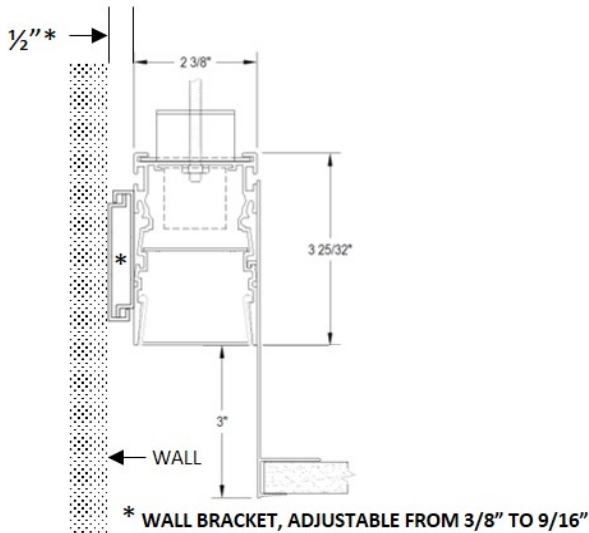 ½”*
2 3/8"
3 25/32"
*
3"
WALL
* WALL BRACKET, ADJUSTABLE FROM 3/8” TO 9/16”